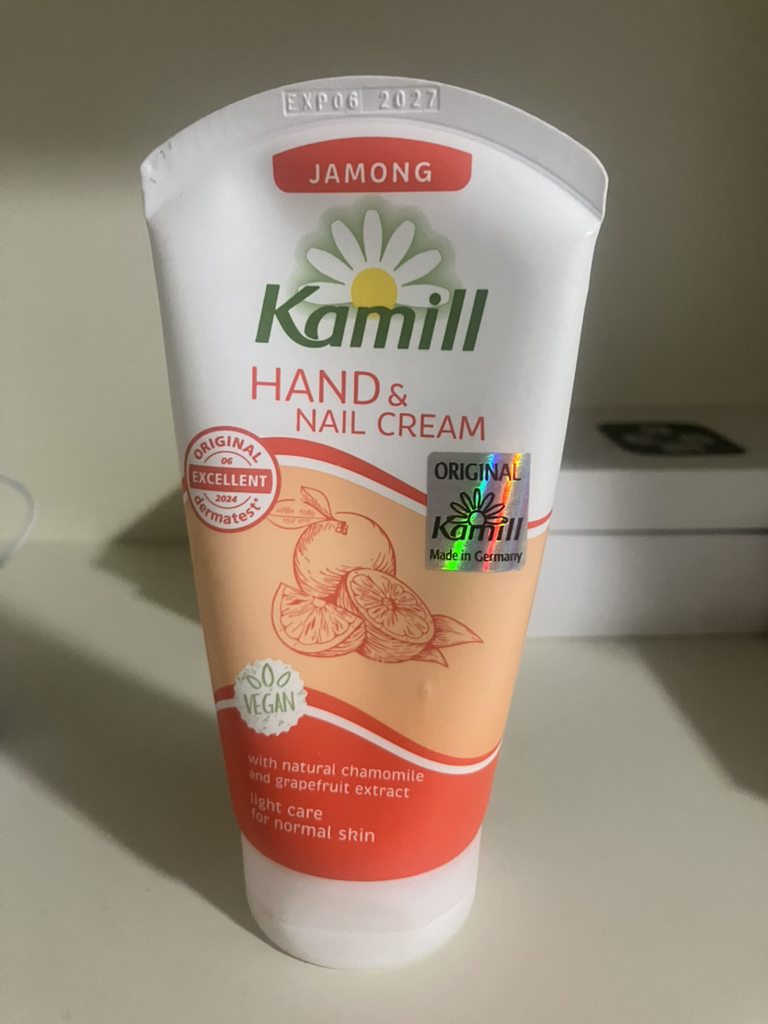 EXP06 2027
JAMONG
Kamill
HAND &
NAIL CREAM
ORIGINAL
06
EXCELLENT
2024
dermatest®
ORIGINAL
Kamill
Made in Germany
VEGAN
with natural chamomile
and grapefruit extract
light care
for normal skin